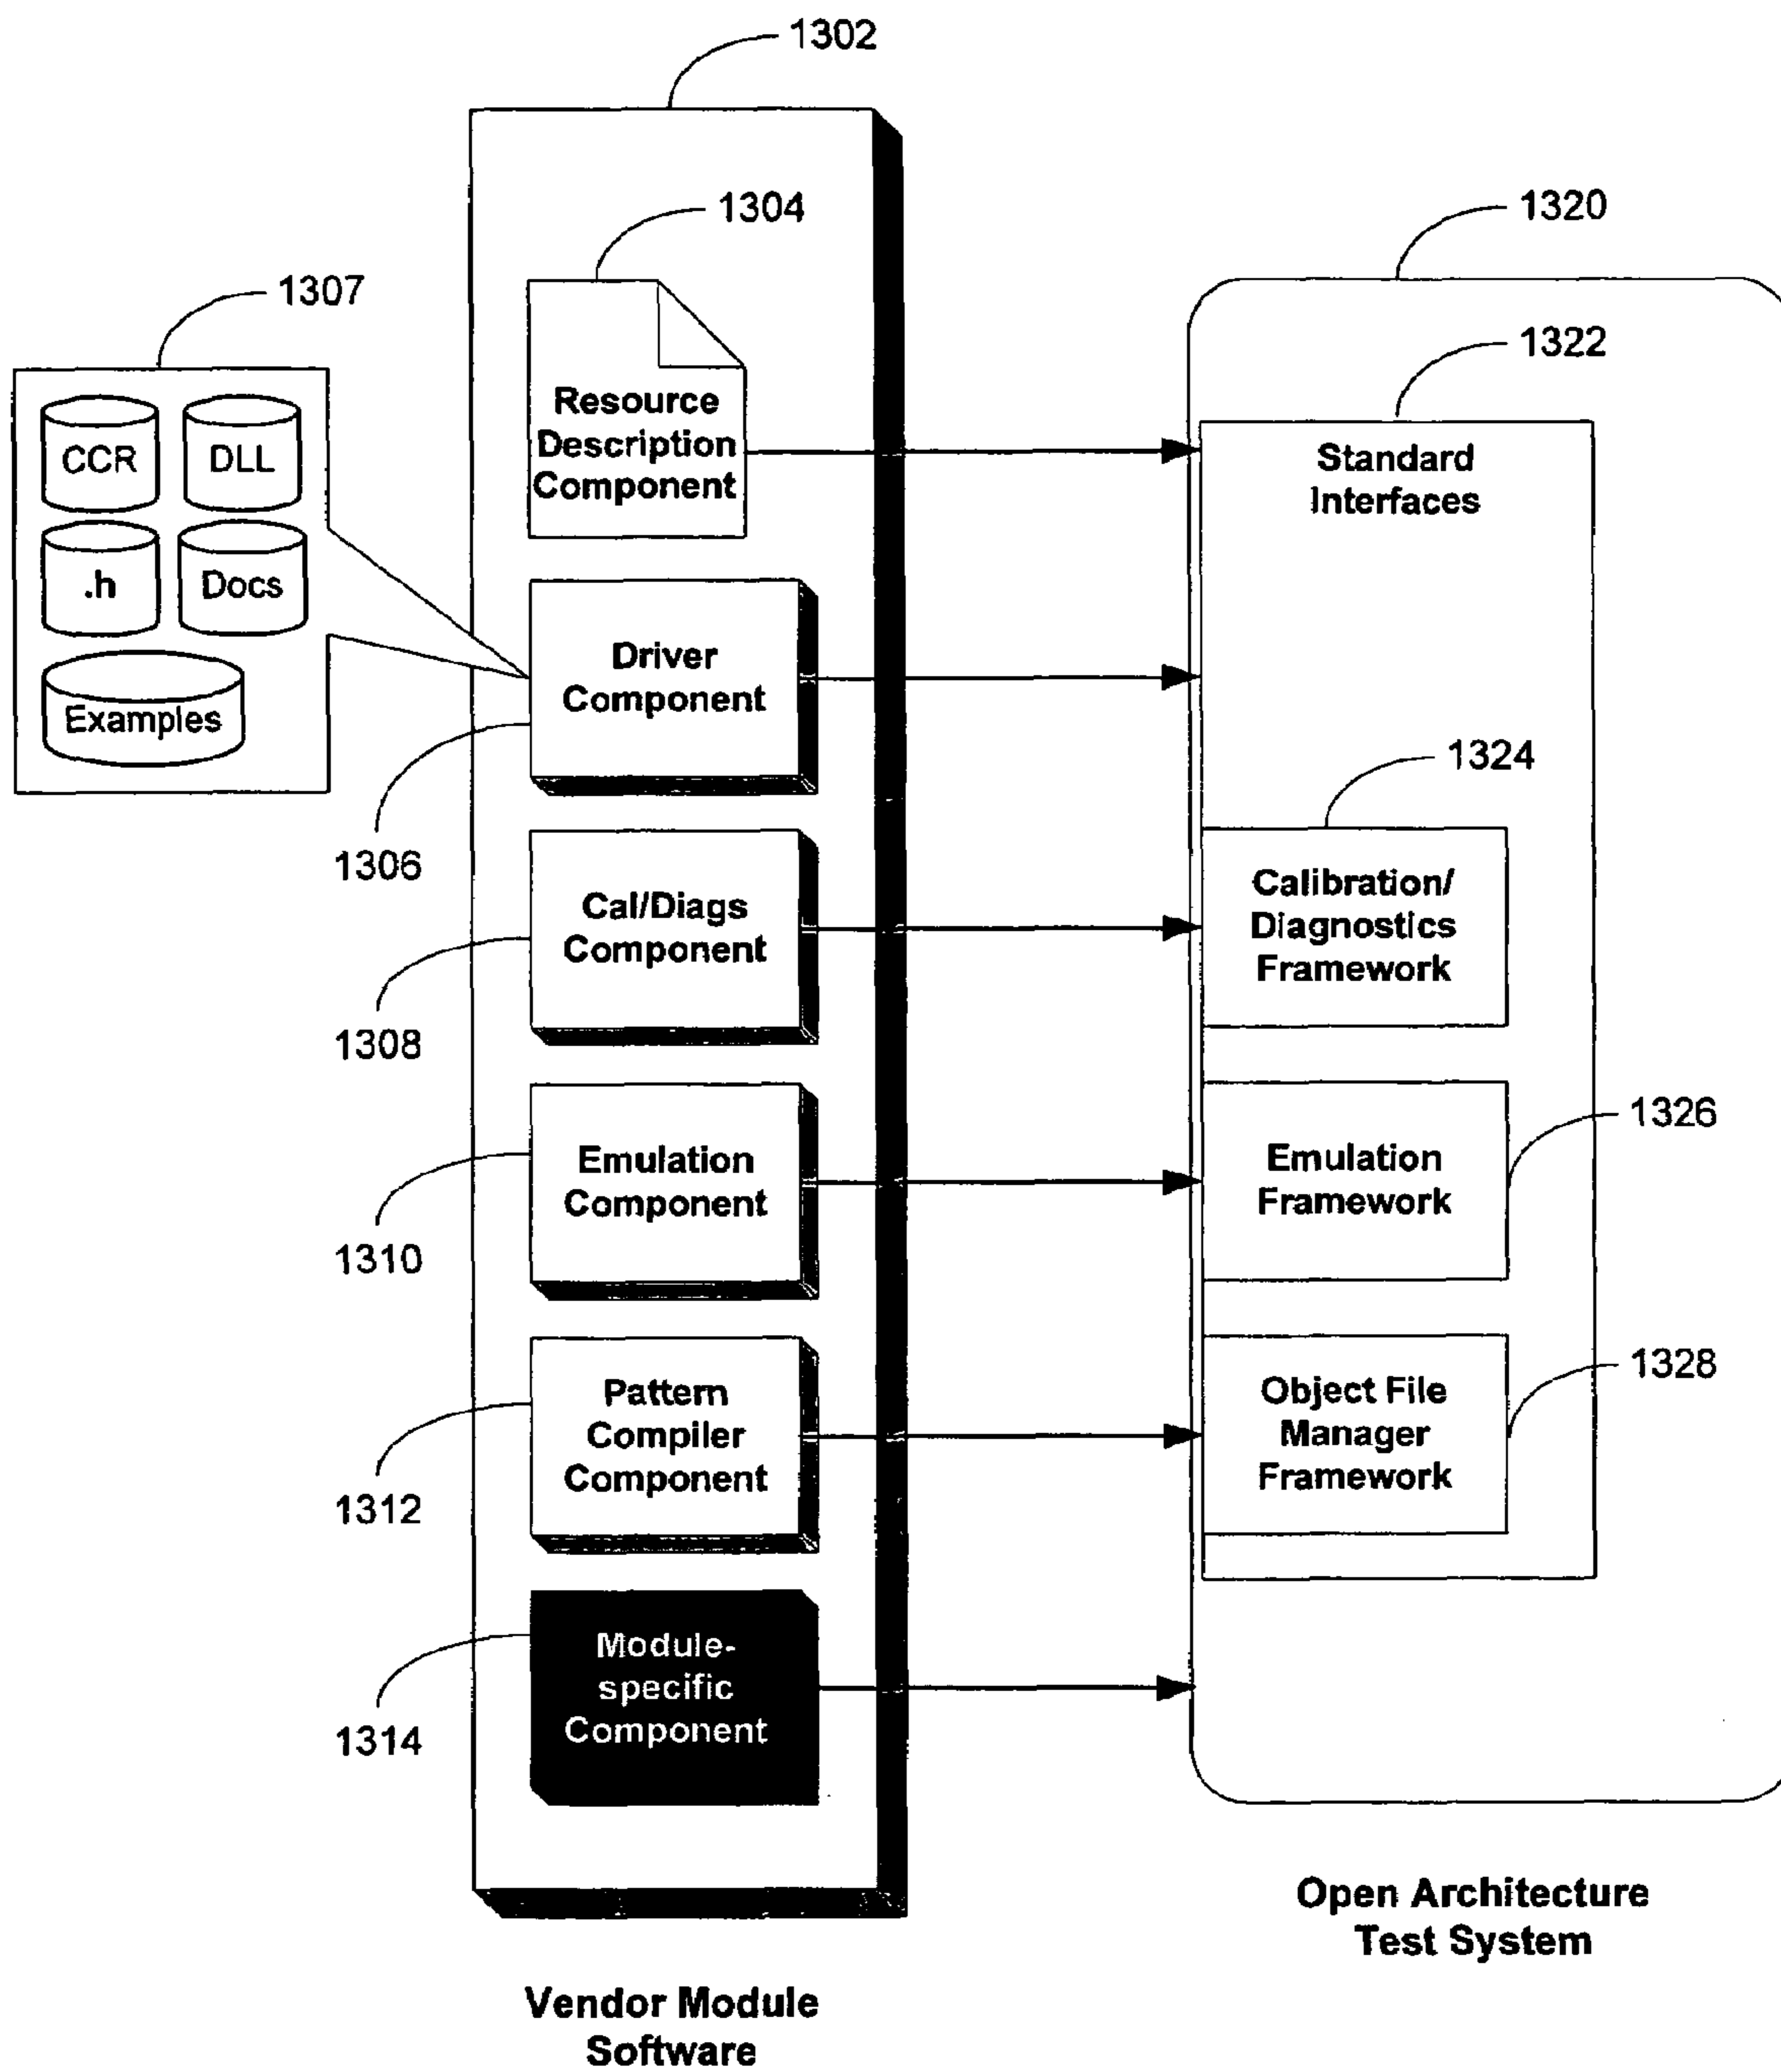 1302
1304
1320
1307
1322
CCR
DLL
.h
Docs
Examples
Resource
Description
Component
Standard
Interfaces
Driver
Component
1306
1324
Cal/Diags
Component
1308
Calibration/
Diagnostics
Framework
Emulation
Component
1310
Emulation
Framework
1326
Pattern
Compiler
Component
1312
Object File
Manager
Framework
1328
Module-
specific
Component
1314
Open Architecture
Test System
Vendor Module
Software